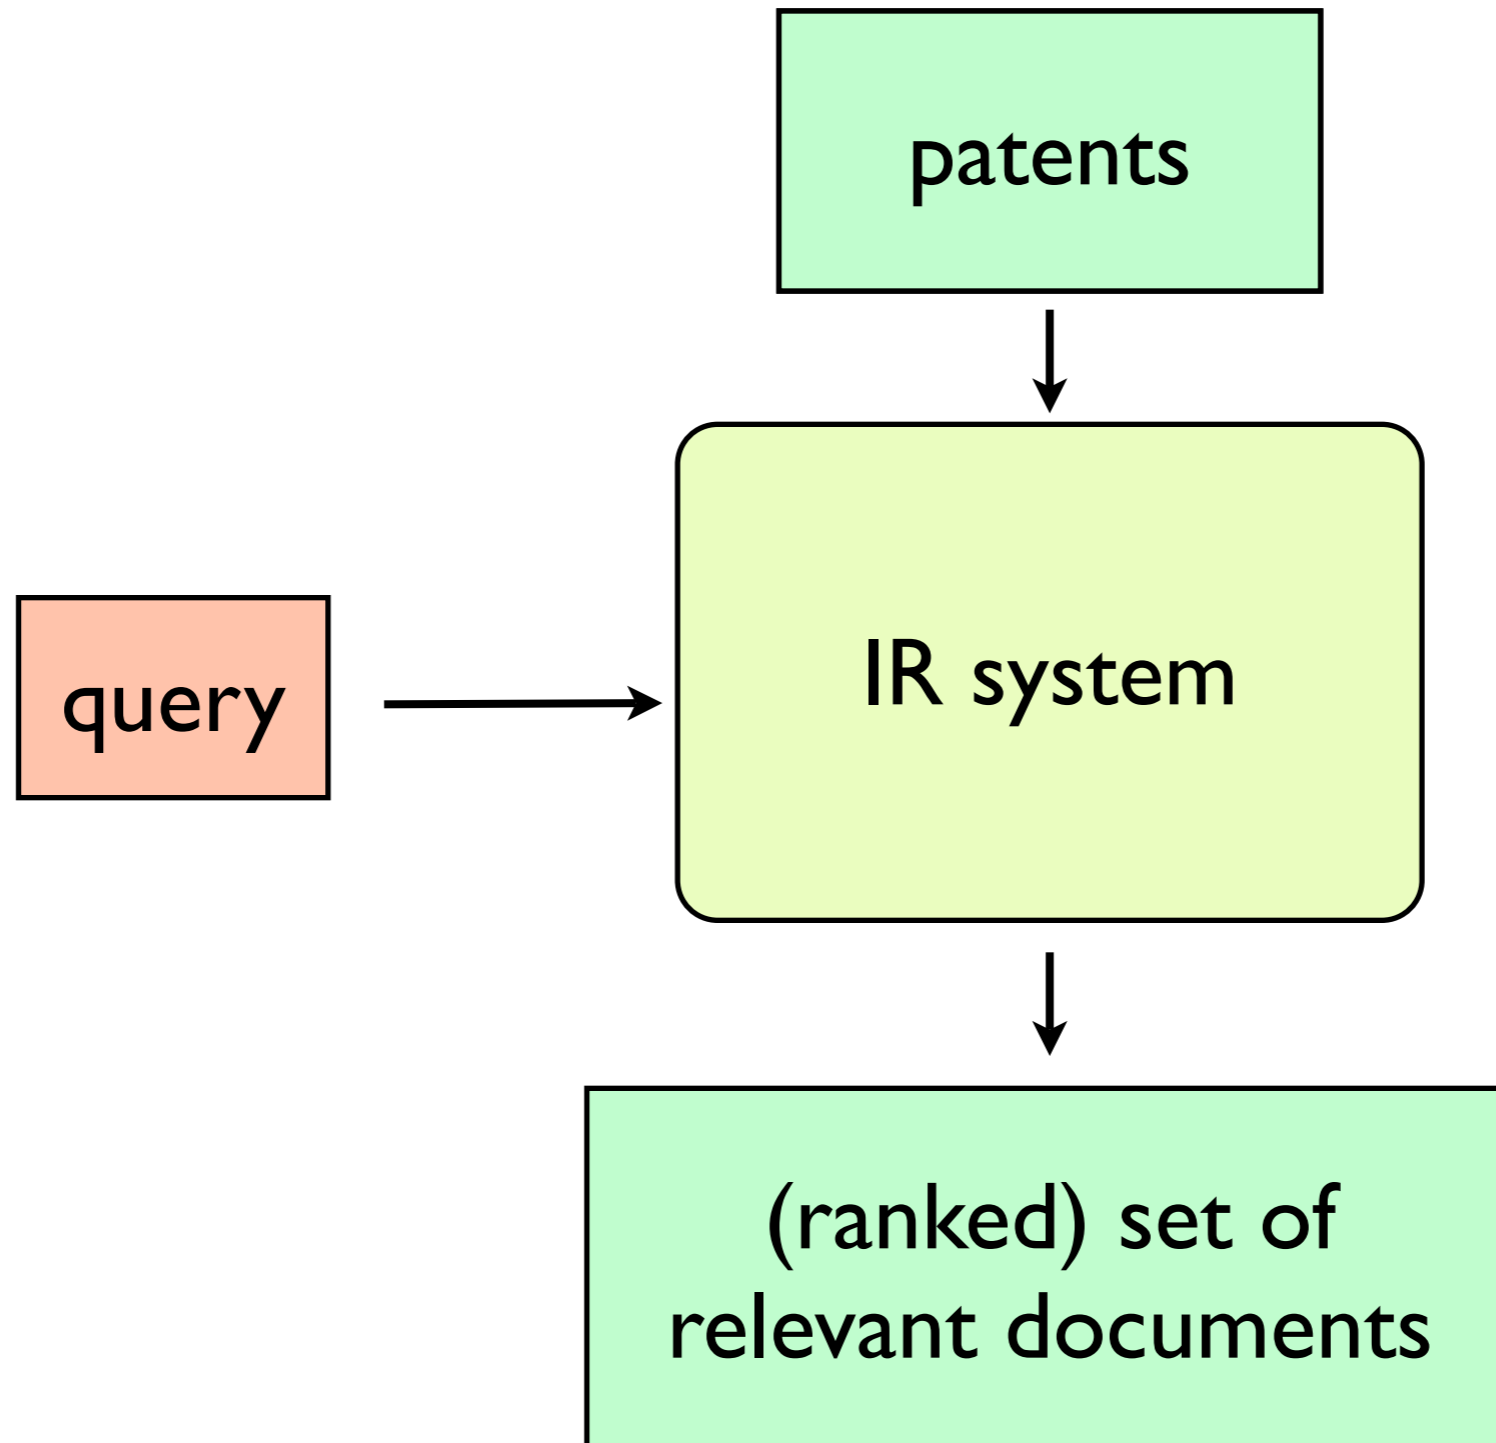 patents
query
IR system
(ranked) set of
relevant documents